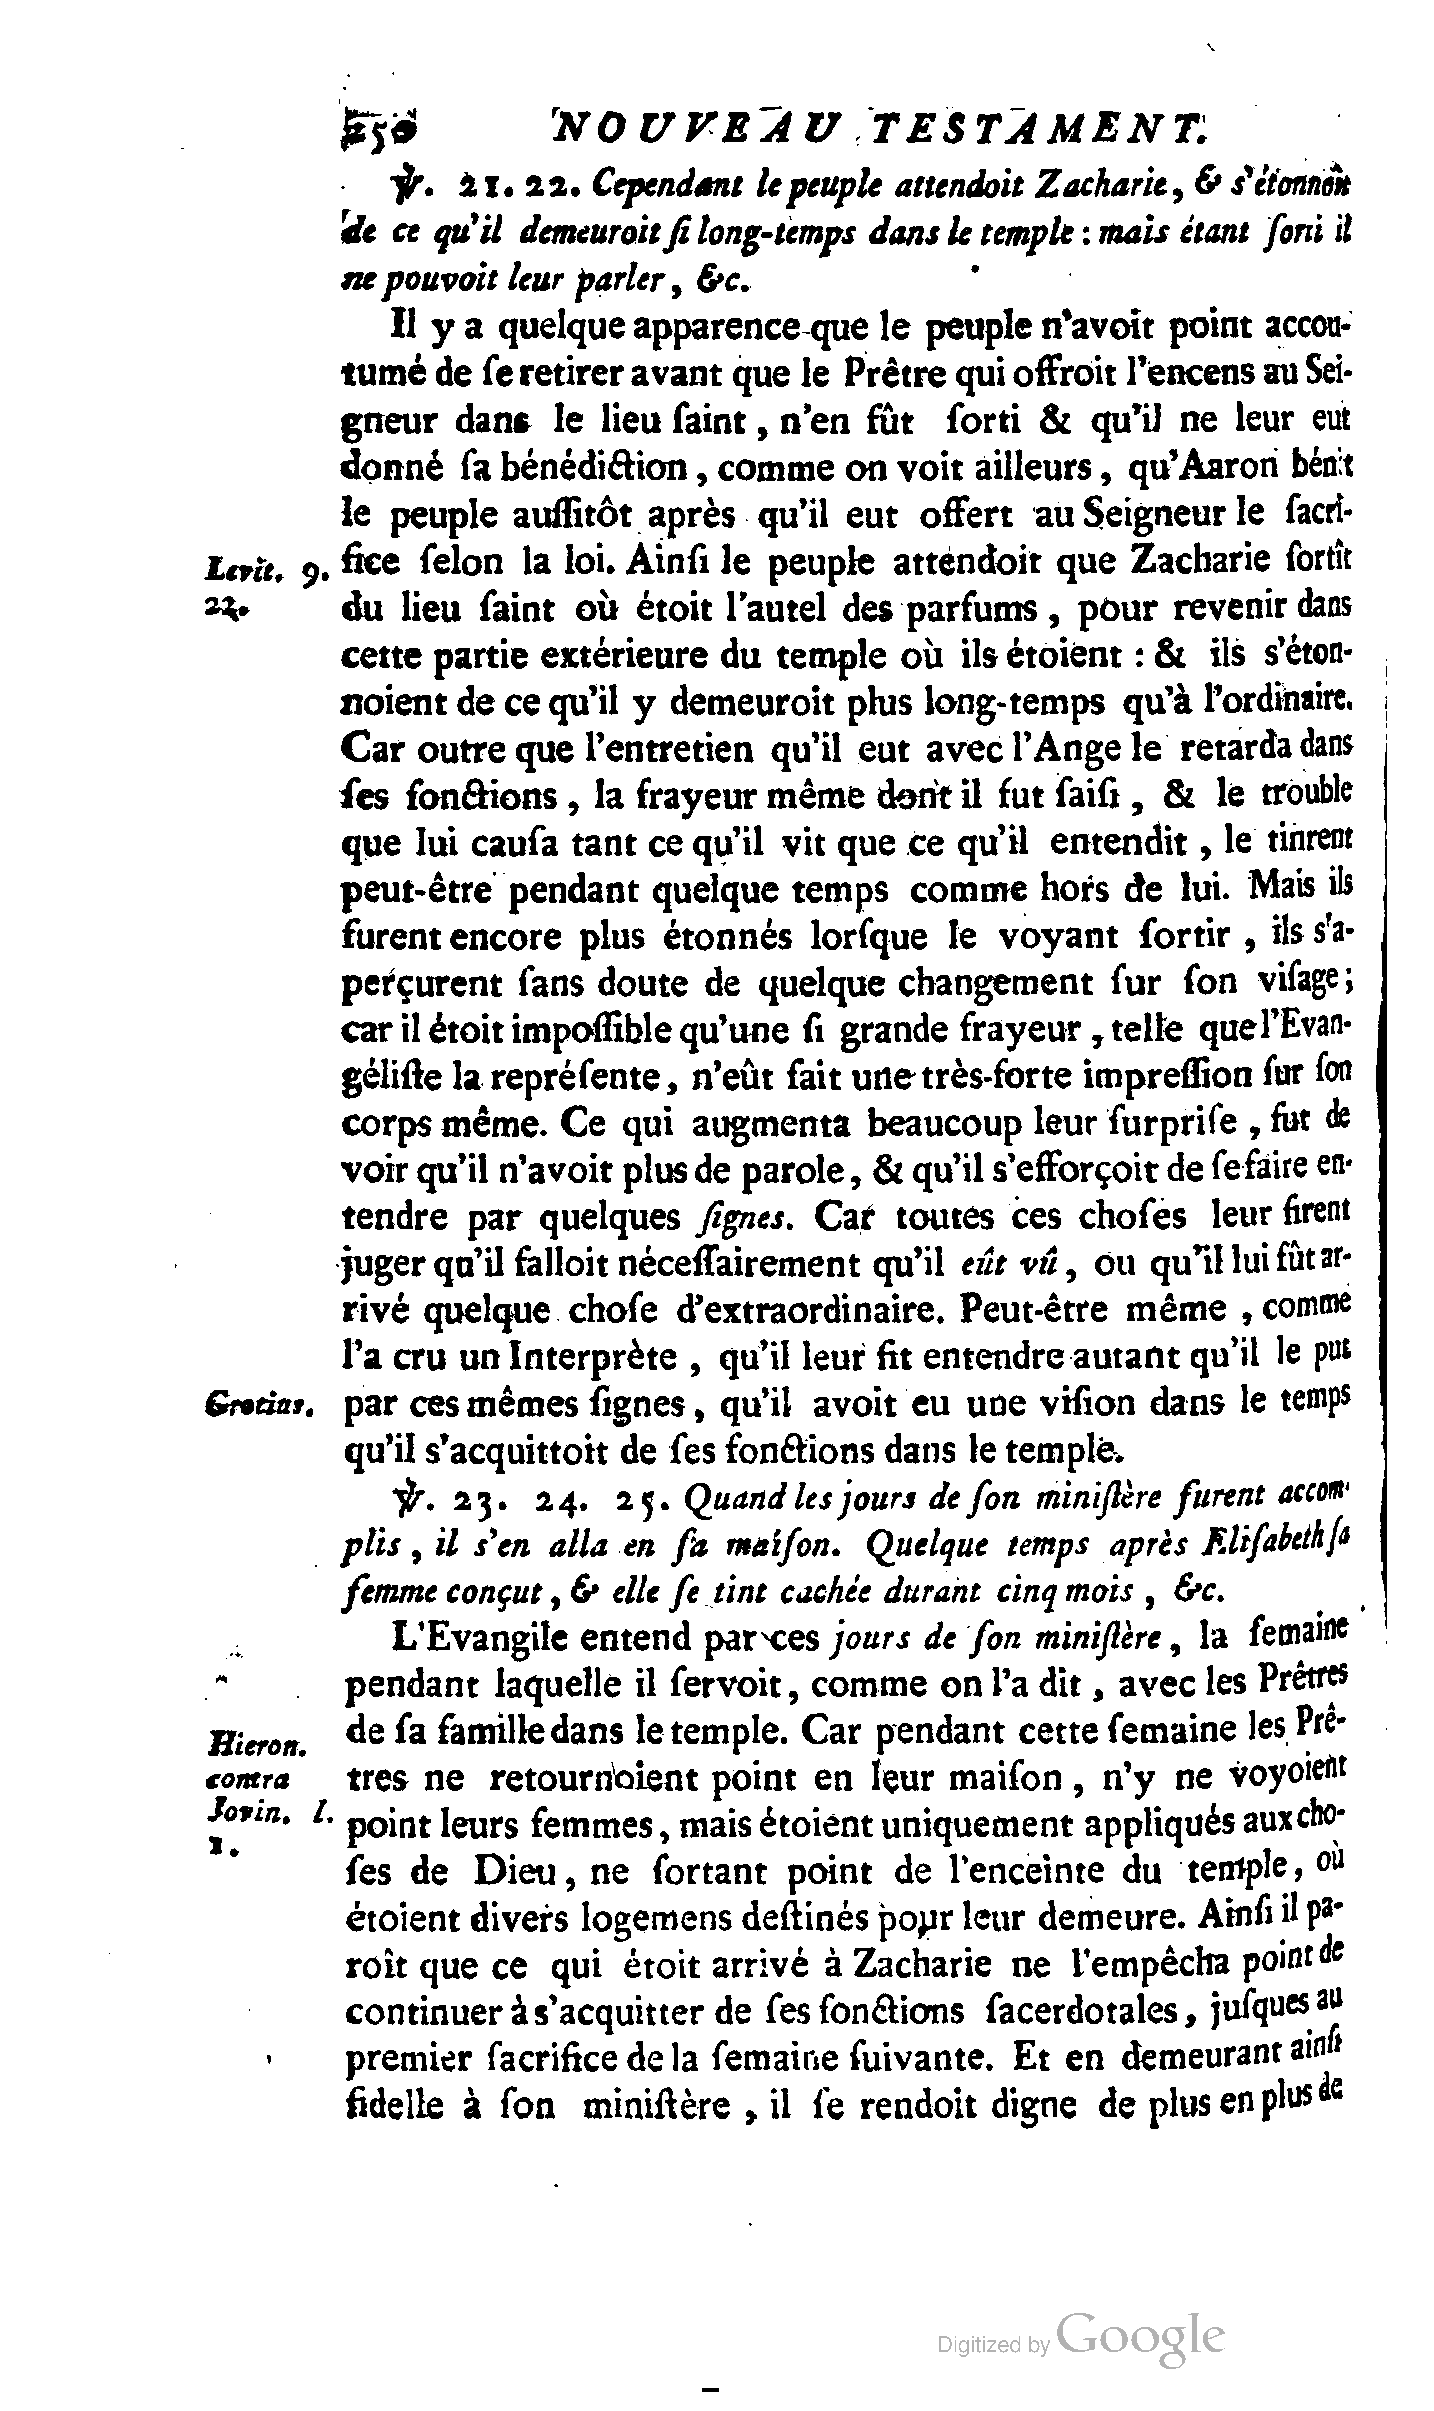 250 NOUVEAU TESTAMENT.
℣. 21. 22. Cependant le peuple attendoit Zacharie, & s'étonnoit
de ce qu'il demeuroit ſi long-temps dans le temple : mais étant ſorti il
ne pouvoit leur parler, &c.
Il y a quelque apparence que le peuple n'avoit point accou-
tumé de ſe retirer avant que le Prêtre qui offroit l'encens au Sei-
gneur dans le lieu ſaint, n'en fût ſorti & qu'il ne leur eut
donné ſa bénédiction, comme on voit ailleurs, qu'Aaron bénit
le peuple auſſitôt après qu'il eut offert au Seigneur le ſacri-
Levit. 9. fice ſelon la loi. Ainſi le peuple attendoit que Zacharie ſortît
22. du lieu ſaint où étoit l'autel des parfums, pour revenir dans
cette partie extérieure du temple où ils étoient : & ils s'éton-
noient de ce qu'il y demeuroit plus long-temps qu'à l'ordinaire.
Car outre que l'entretien qu'il eut avec l'Ange le retarda dans
ſes fonctions, la frayeur même dont il fut ſaiſi, & le trouble
que lui cauſa tant ce qu'il vit que ce qu'il entendit, le tinrent
peut-être pendant quelque temps comme hors de lui. Mais ils
furent encore plus étonnés lorſque le voyant ſortir, ils s'a-
perçurent ſans doute de quelque changement ſur ſon viſage;
car il étoit impoſſible qu'une ſi grande frayeur, telle que l'Evan-
géliſte la repréſente, n'eût fait une très-forte impreſſion ſur ſon
corps même. Ce qui augmenta beaucoup leur ſurpriſe, fut de
voir qu'il n'avoit plus de parole, & qu'il s'efforçoit de ſe faire en-
tendre par quelques ſignes. Car toutes ces choſes leur firent
juger qu'il falloit néceſſairement qu'il eût vû, ou qu'il lui fût ar-
rivé quelque choſe d'extraordinaire. Peut-être même, comme
l'a cru un Interprète, qu'il leur fit entendre autant qu'il le put
Grotius. par ces mêmes ſignes, qu'il avoit eu une viſion dans le temps
qu'il s'acquittoit de ſes fonctions dans le temple.
℣. 23. 24. 25. Quand les jours de ſon miniſtère furent accom-
plis, il s'en alla en ſa maiſon. Quelque temps après Eliſabeth ſa
femme conçut, & elle ſe tint cachée durant cinq mois, &c.
L'Evangile entend par ces jours de ſon miniſtère, la ſemaine
pendant laquelle il ſervoit, comme on l'a dit, avec les Prêtres
Hieron. de ſa famille dans le temple. Car pendant cette ſemaine les Prê-
contra tres ne retournoient point en leur maiſon, n'y ne voyoient
Jovin. l. point leurs femmes, mais étoient uniquement appliqués aux cho-
1. ſes de Dieu, ne ſortant point de l'enceinte du temple, où
étoient divers logemens deſtinés pour leur demeure. Ainſi il pa-
roît que ce qui étoit arrivé à Zacharie ne l'empêcha point de
continuer à s'acquitter de ſes fonctions ſacerdotales, juſques au
premier ſacrifice de la ſemaine ſuivante. Et en demeurant ainſi
fidelle à ſon miniſtère, il ſe rendoit digne de plus en plus de
Digitized by Google